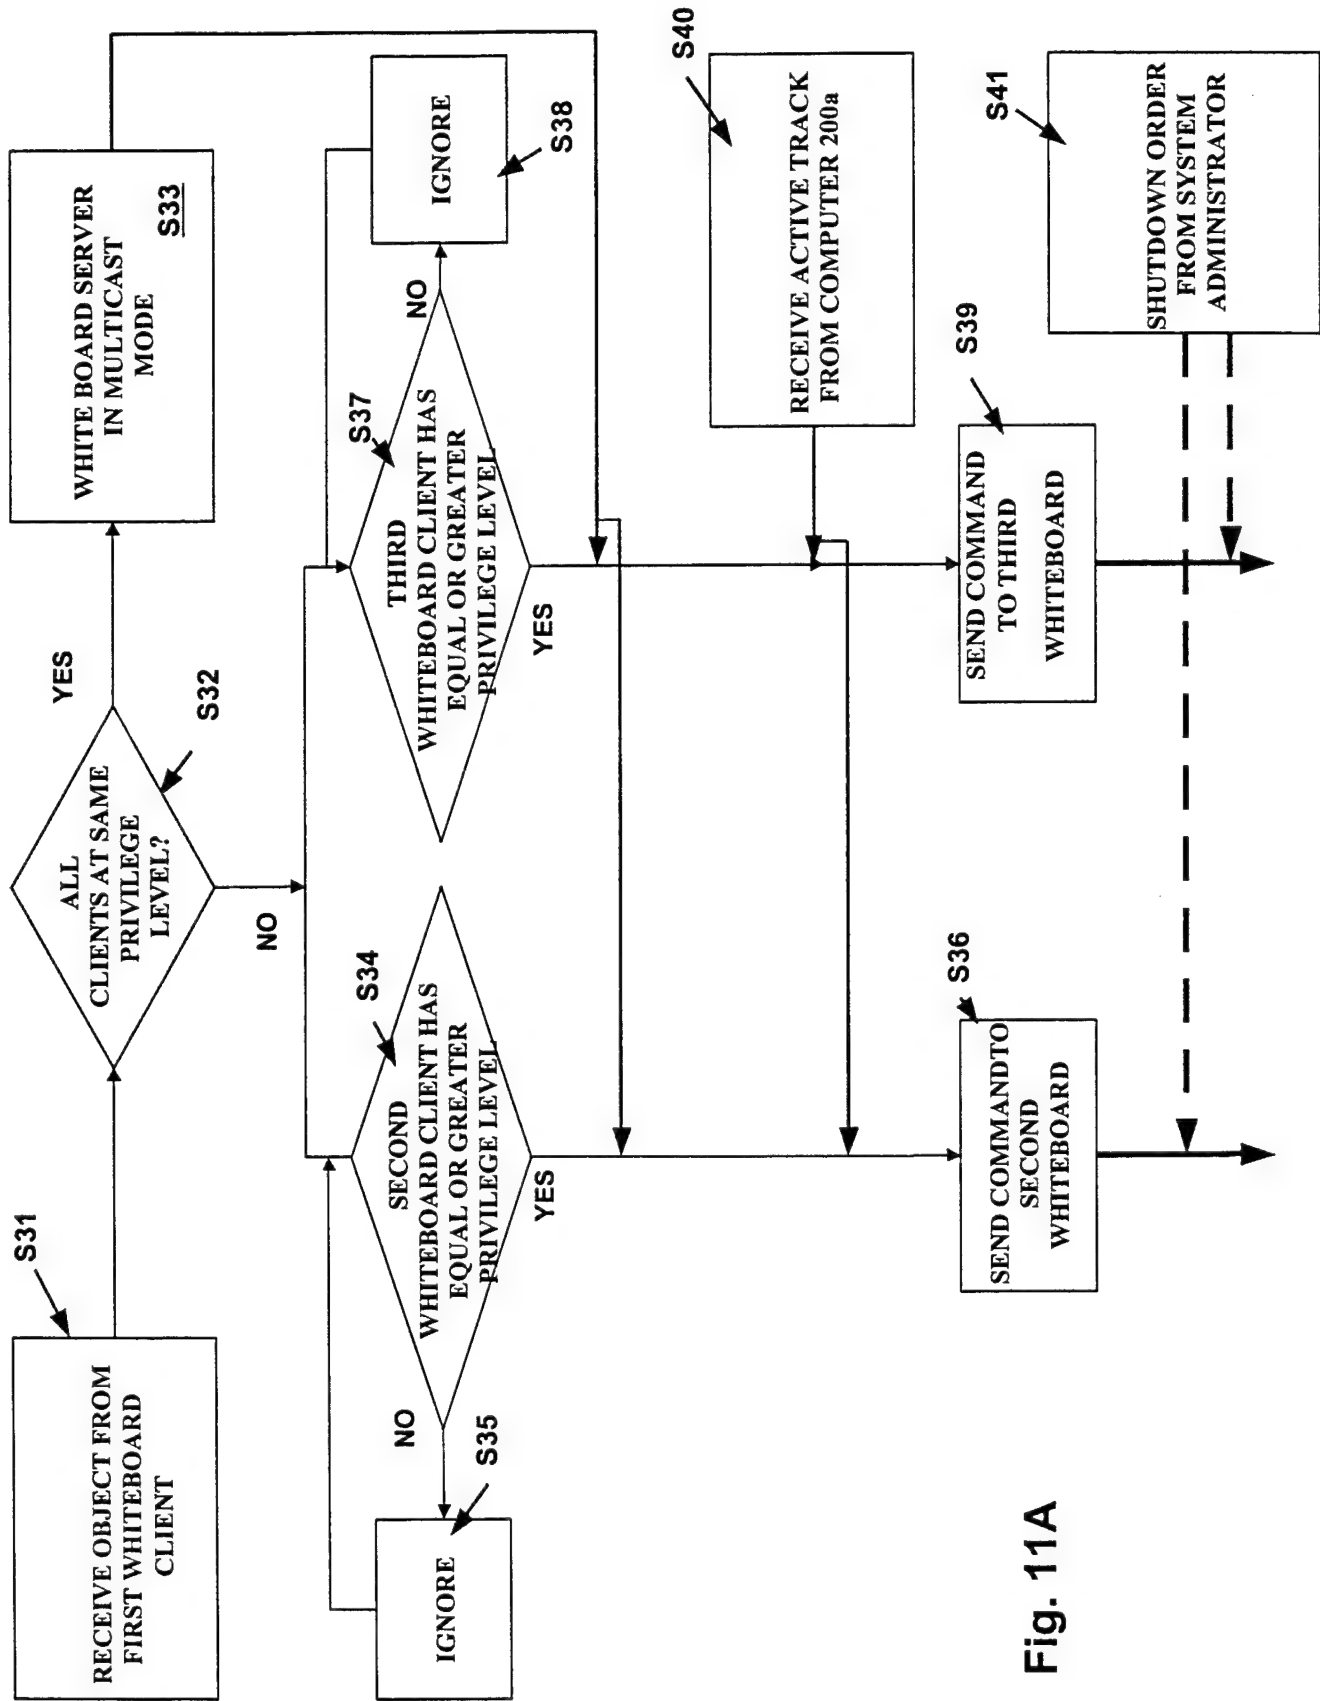 S31
RECEIVE OBJECT FROM
FIRST WHITEBOARD
CLIENT
ALL
CLIENTS AT SAME
PRIVILEGE
LEVEL?
S32
YES
NO
WHITE BOARD SERVER
IN MULTICAST
MODE
S33
S34
SECOND
WHITEBOARD CLIENT HAS
EQUAL OR GREATER
PRIVILEGE LEVEL
NO
YES
IGNORE
S35
S37
THIRD
WHITEBOARD CLIENT HAS
EQUAL OR GREATER
PRIVILEGE LEVEL
NO
YES
IGNORE
S38
S40
RECEIVE ACTIVE TRACK
FROM COMPUTER 200a
S36
SEND COMMANDTO
SECOND
WHITEBOARD
S39
SEND COMMAND
TO THIRD
WHITEBOARD
S41
SHUTDOWN ORDER
FROM SYSTEM
ADMINISTRATOR
Fig. 11A